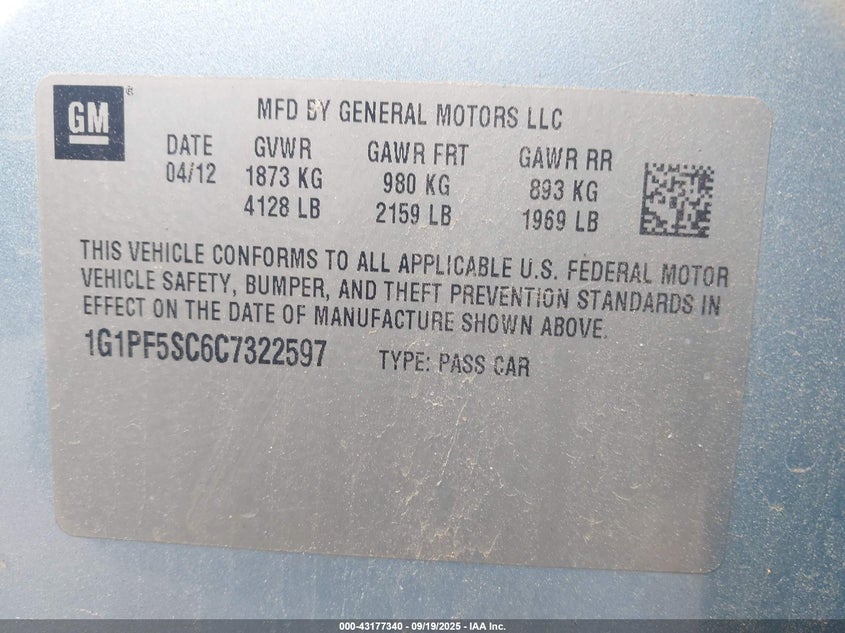 GM ®
MFD BY GENERAL MOTORS LLC
DATE GVWR GAWR FRT GAWR RR
04/12 1873 KG 980 KG 893 KG
4128 LB 2159 LB 1969 LB
THIS VEHICLE CONFORMS TO ALL APPLICABLE U.S. FEDERAL MOTOR
VEHICLE SAFETY, BUMPER, AND THEFT PREVENTION STANDARDS IN
EFFECT ON THE DATE OF MANUFACTURE SHOWN ABOVE.
1G1PF5SC6C7322597 TYPE: PASS CAR
000-43177340 - 09/19/2025 - IAA Inc.